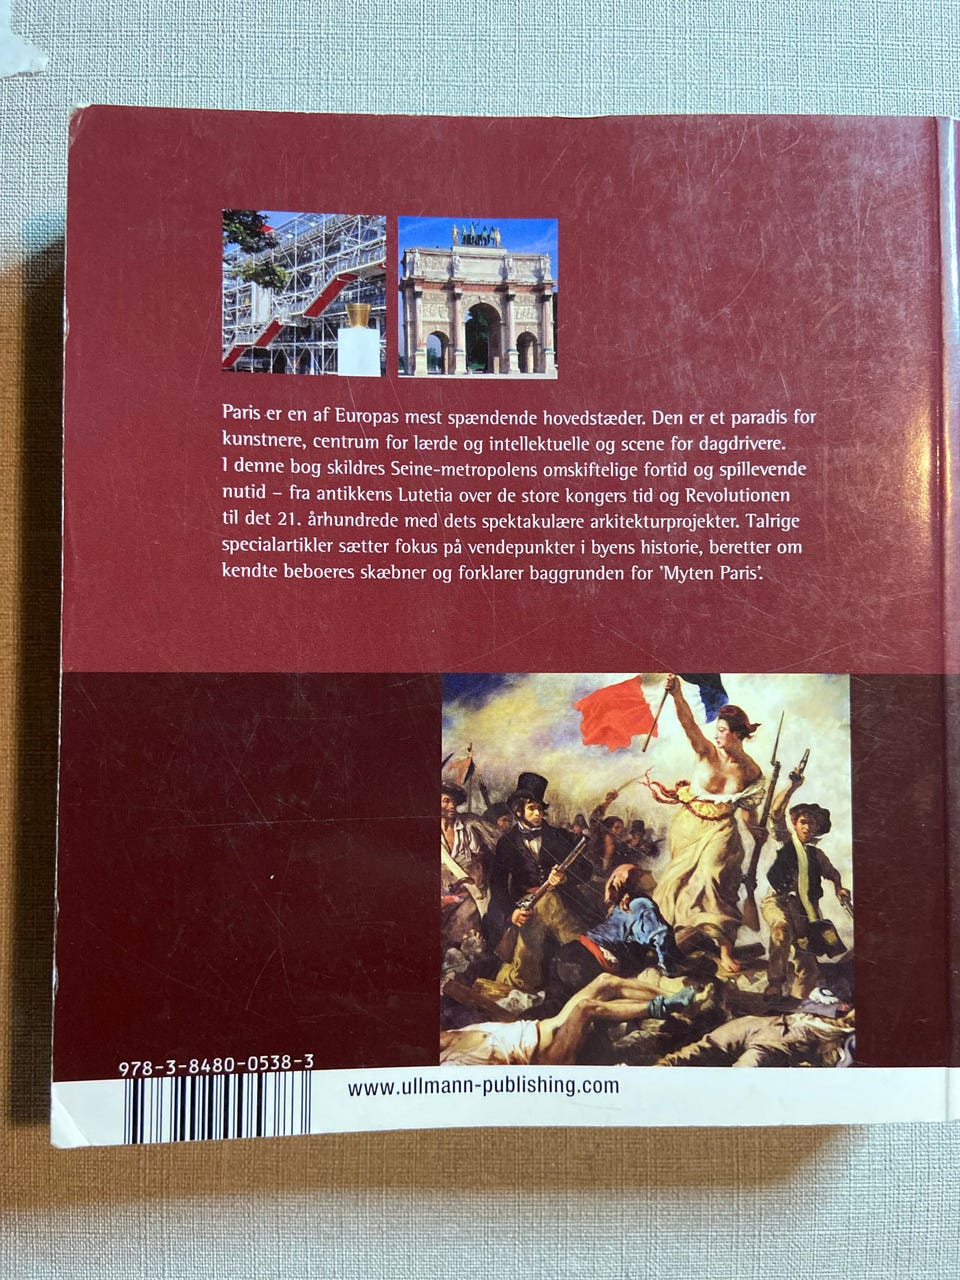 Paris er en af Europas mest spændende hovedstæder. Den er et paradis for
kunstnere, centrum for lærde og intellektuelle og scene for dagdrivere.
I denne bog skildres Seine-metropolens omskiftelige fortid og spillevende
nutid – fra antikkens Lutetia over de store kongers tid og Revolutionen
til det 21. århundrede med dets spektakulære arkitekturprojekter. Talrige
specialartikler sætter fokus på vendepunkter i byens historie, beretter om
kendte beboeres skæbner og forklarer baggrunden for 'Myten Paris'.
978-3-8480-0538-3
www.ullmann-publishing.com